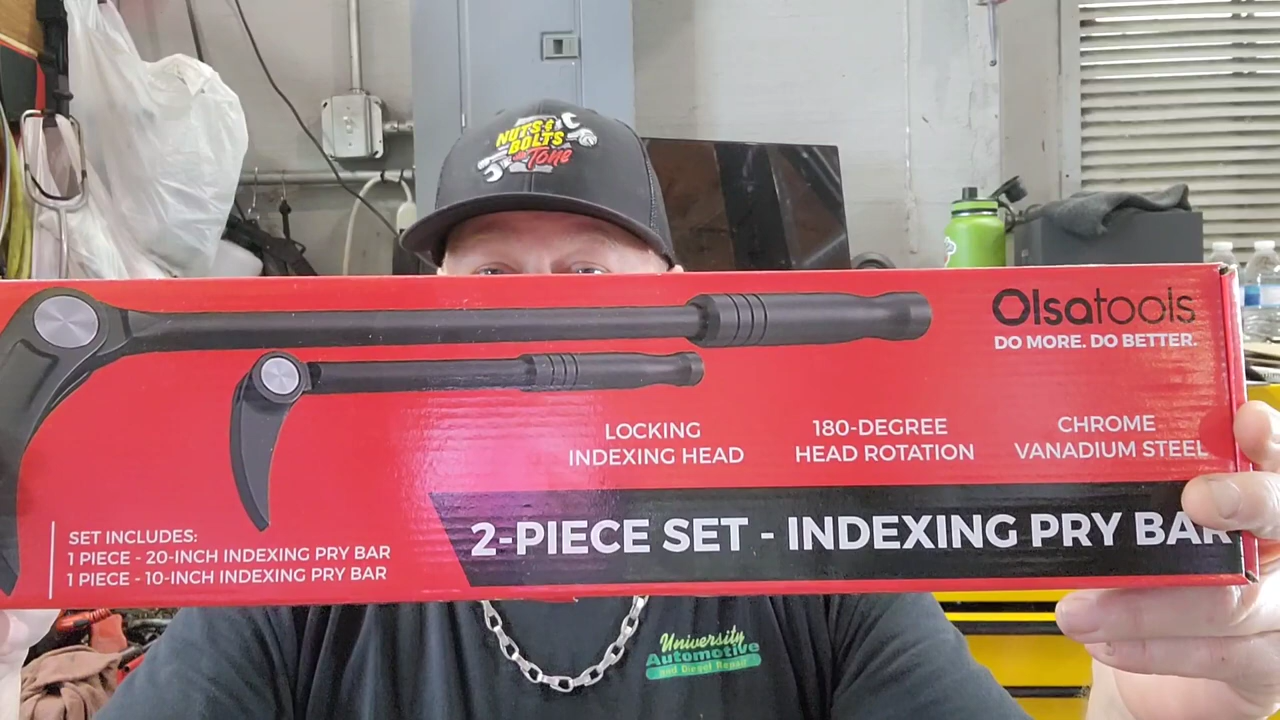 NUTS &
BOLTS
Tone
Olsatools
DO MORE. DO BETTER.
LOCKING
INDEXING HEAD
180-DEGREE
HEAD ROTATION
CHROME
VANADIUM STEEL
2-PIECE SET - INDEXING PRY BAR
SET INCLUDES:
1 PIECE - 20-INCH INDEXING PRY BAR
1 PIECE - 10-INCH INDEXING PRY BAR
University
Automotive
and Diesel Repair